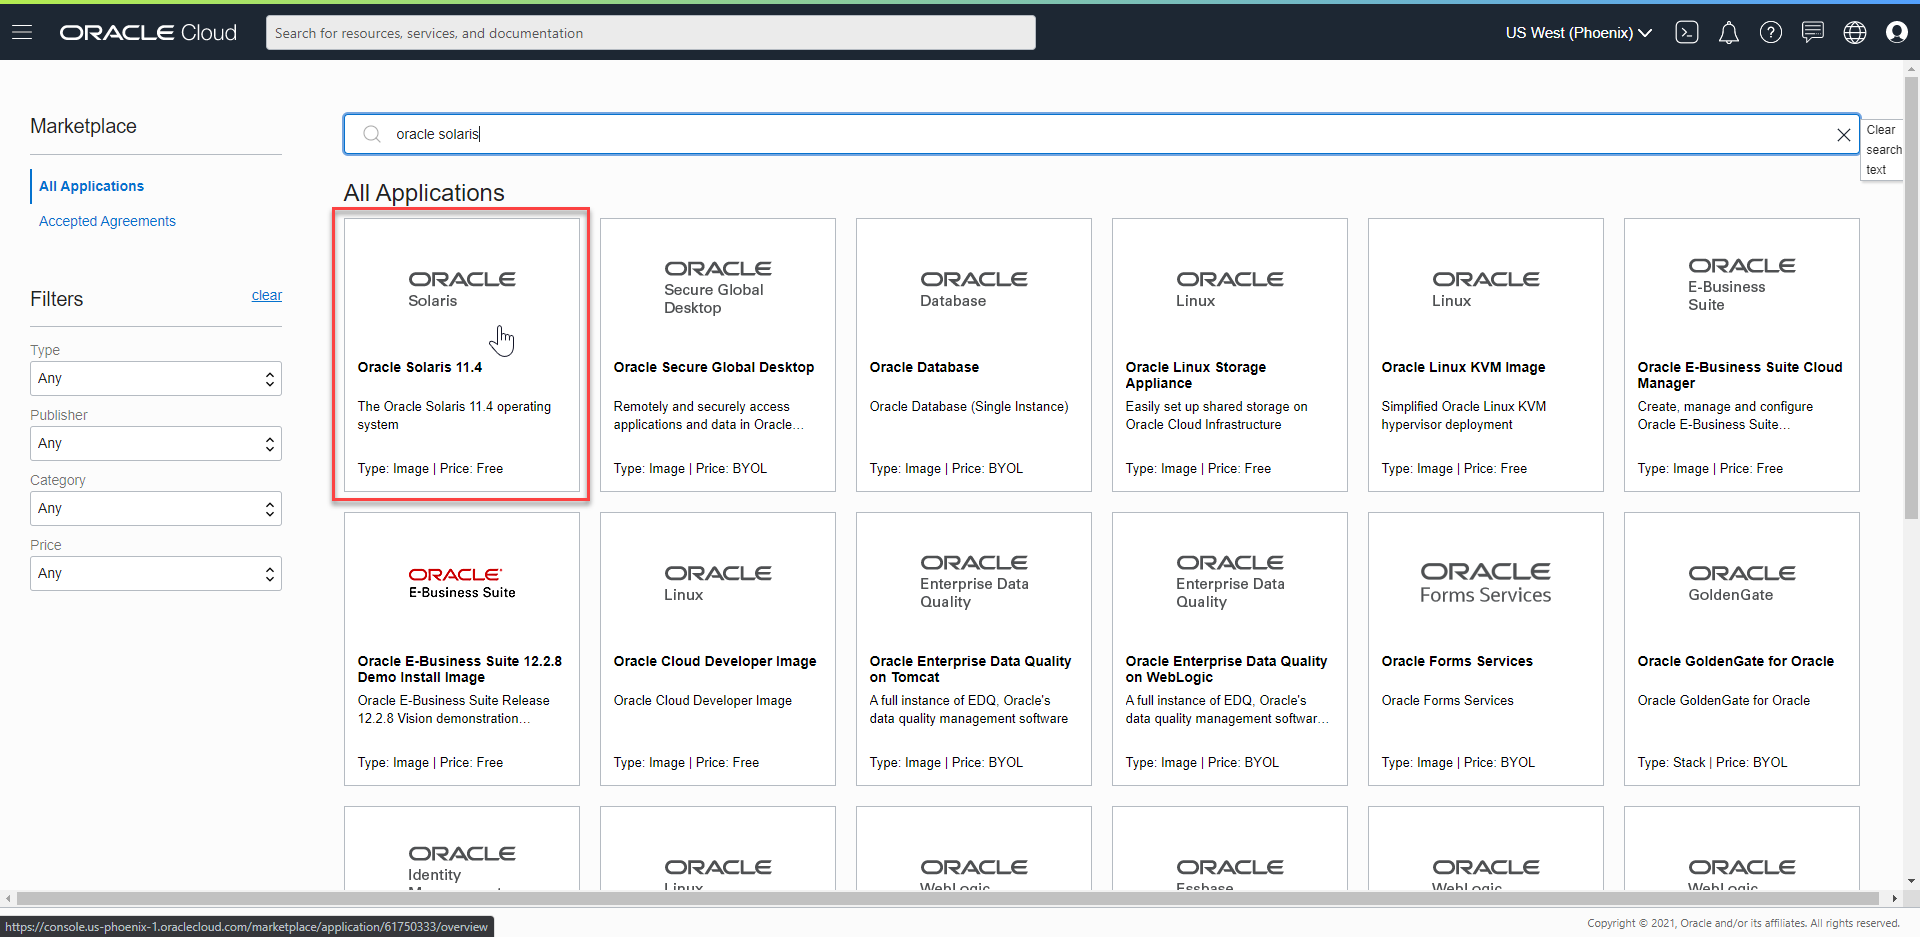 ORACLE Cloud
Search for resources, services, and documentation
US West (Phoenix)
Marketplace
All Applications
Accepted Agreements
Filters
clear
Type
Any
Publisher
Any
Category
Any
Price
Any
oracle solaris
Clear
search
text
All Applications
ORACLE
Solaris
Oracle Solaris 11.4
The Oracle Solaris 11.4 operating
system
Type: Image | Price: Free
ORACLE
Secure Global
Desktop
Oracle Secure Global Desktop
Remotely and securely access
applications and data in Oracle...
Type: Image | Price: BYOL
ORACLE
Database
Oracle Database
Oracle Database (Single Instance)
Type: Image | Price: BYOL
ORACLE
Linux
Oracle Linux Storage
Appliance
Easily set up shared storage on
Oracle Cloud Infrastructure
Type: Image | Price: Free
ORACLE
Linux
Oracle Linux KVM Image
Simplified Oracle Linux KVM
hypervisor deployment
Type: Image | Price: Free
ORACLE
E-Business
Suite
Oracle E-Business Suite Cloud
Manager
Create, manage and configure
Oracle E-Business Suite...
Type: Image | Price: Free
ORACLE
E-Business Suite
Oracle E-Business Suite 12.2.8
Demo Install Image
Oracle E-Business Suite Release
12.2.8 Vision demonstration...
Type: Image | Price: Free
ORACLE
Linux
Oracle Cloud Developer Image
Oracle Cloud Developer Image
Type: Image | Price: Free
ORACLE
Enterprise Data
Quality
Oracle Enterprise Data Quality
on Tomcat
A full instance of EDQ, Oracle's
data quality management software
Type: Image | Price: BYOL
ORACLE
Enterprise Data
Quality
Oracle Enterprise Data Quality
on WebLogic
A full instance of EDQ, Oracle's
data quality management softwar...
Type: Image | Price: BYOL
ORACLE
Forms Services
Oracle Forms Services
Oracle Forms Services
Type: Image | Price: BYOL
ORACLE
GoldenGate
Oracle GoldenGate for Oracle
Oracle GoldenGate for Oracle
Type: Stack | Price: BYOL
ORACLE
Identity
ORACLE
Linux
ORACLE
WebLogic
ORACLE
Essbase
ORACLE
WebLogic
ORACLE
WebLogic
https://console.us-phoenix-1.oraclecloud.com/marketplace/application/61750333/overview
Copyright © 2021, Oracle and/or its affiliates. All rights reserved.